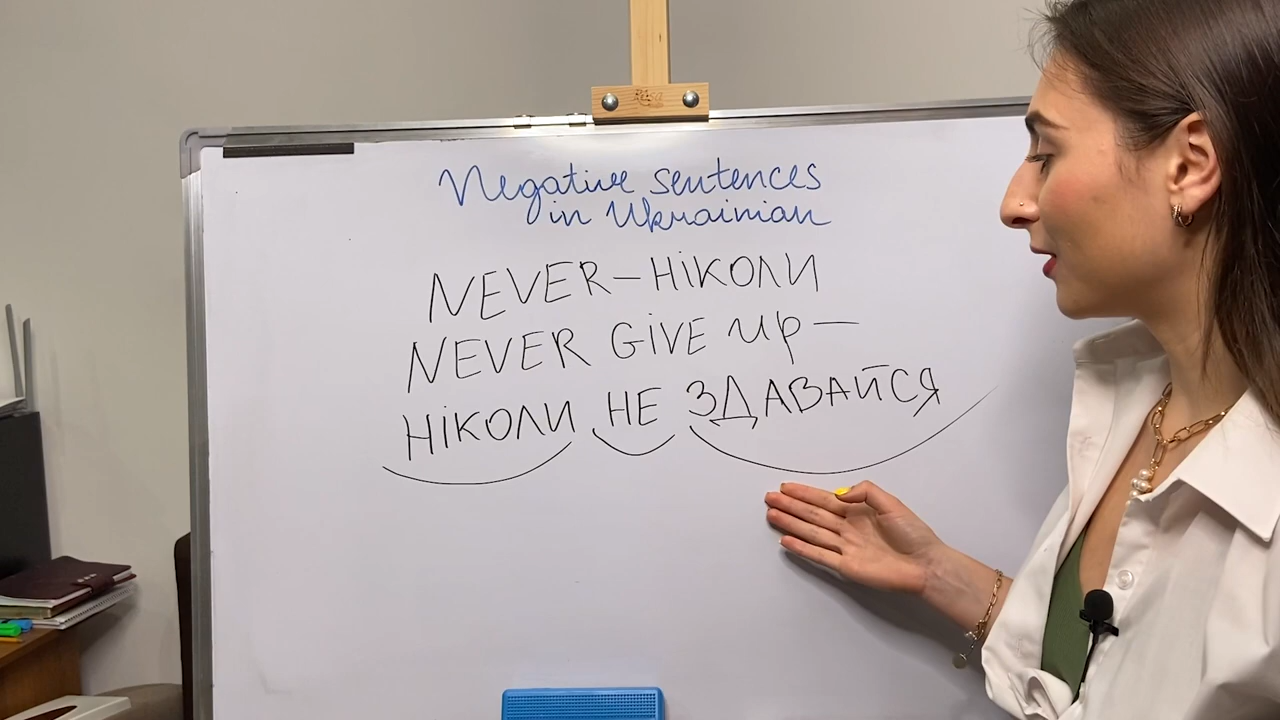 Negative sentences
in Ukrainian
NEVER – НІКОЛИ
NEVER GIVE UP –
НІКОЛИ НЕ ЗДАВАЙСЯ